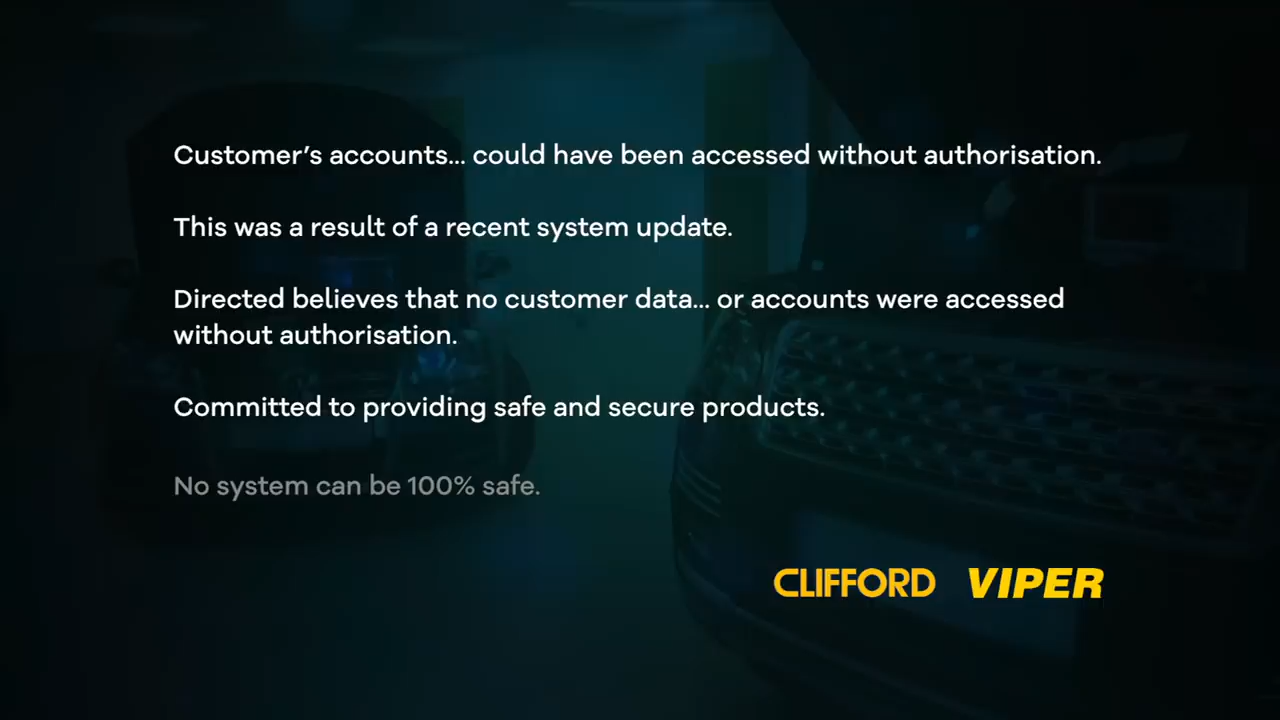 Customer's accounts... could have been accessed without authorisation.
This was a result of a recent system update.
Directed believes that no customer data... or accounts were accessed
without authorisation.
Committed to providing safe and secure products.
No system can be 100% safe.
CLIFFORD VIPER